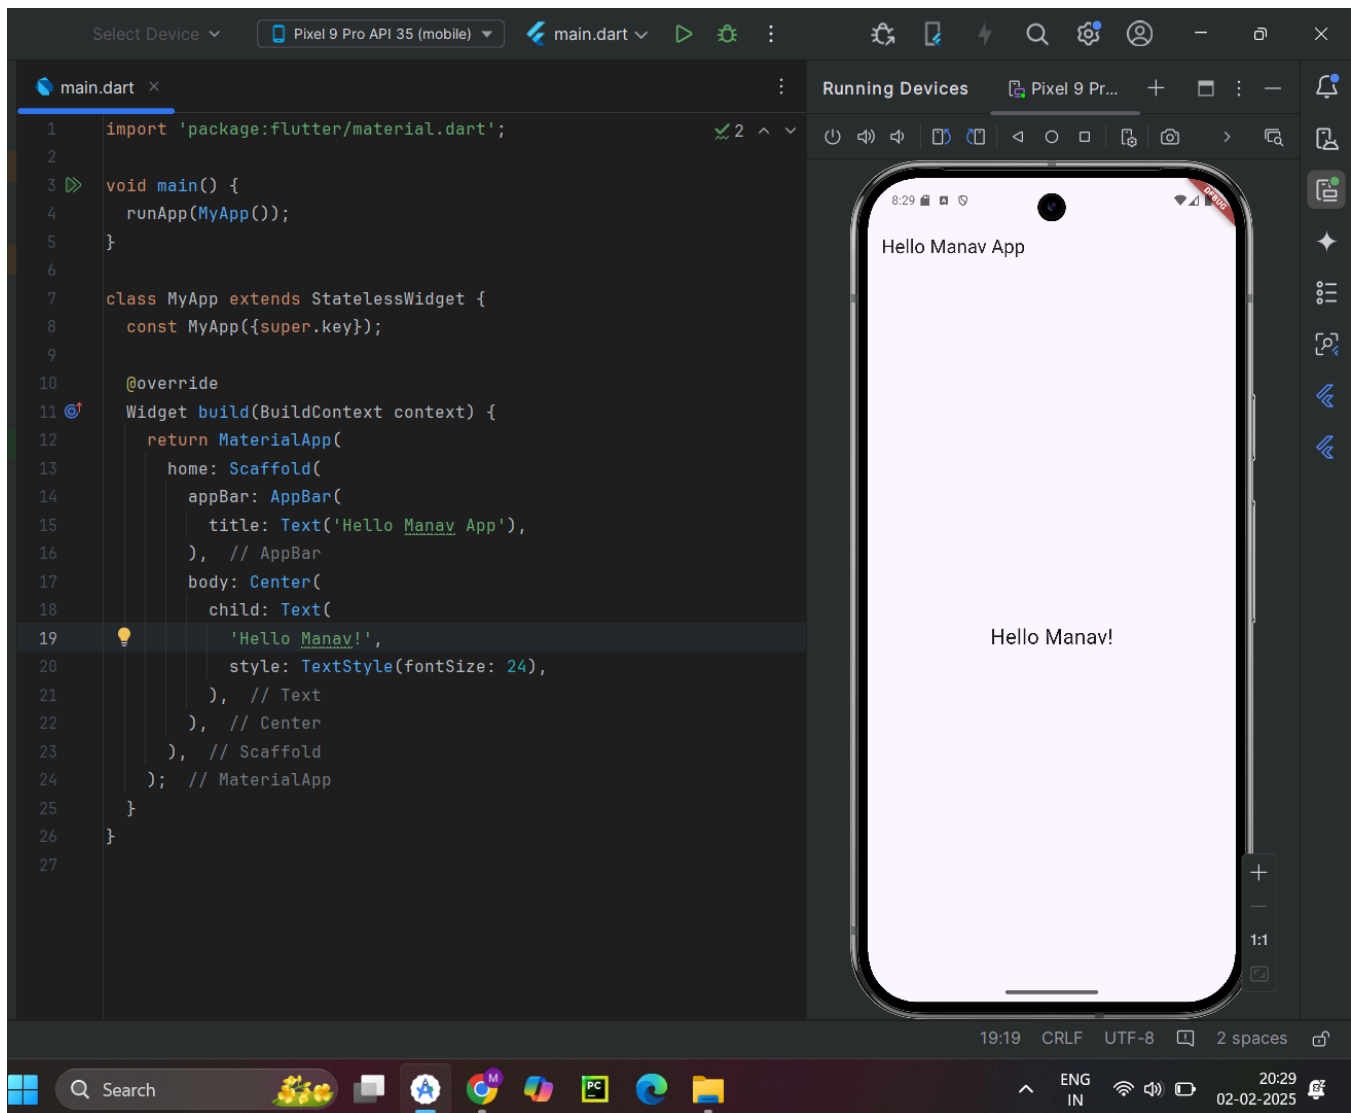 Select Device
Pixel 9 Pro API 35 (mobile)
main.dart
main.dart
2
1 import 'package:flutter/material.dart';
2
3 void main() {
4   runApp(MyApp());
5 }
6
7 class MyApp extends StatelessWidget {
8   const MyApp({super.key});
9
10   @override
11   Widget build(BuildContext context) {
12     return MaterialApp(
13       home: Scaffold(
14         appBar: AppBar(
15           title: Text('Hello Manav App'),
16         ),  // AppBar
17         body: Center(
18           child: Text(
19             'Hello Manav!',
20             style: TextStyle(fontSize: 24),
21           ),  // Text
22         ),  // Center
23       ),  // Scaffold
24     );  // MaterialApp
25   }
26 }
27
Running Devices
Pixel 9 Pr...
8:29
DEBUG
Hello Manav App
Hello Manav!
1:1
19:19 CRLF UTF-8 2 spaces
Search
M
PC
ENG
IN
20:29
02-02-2025